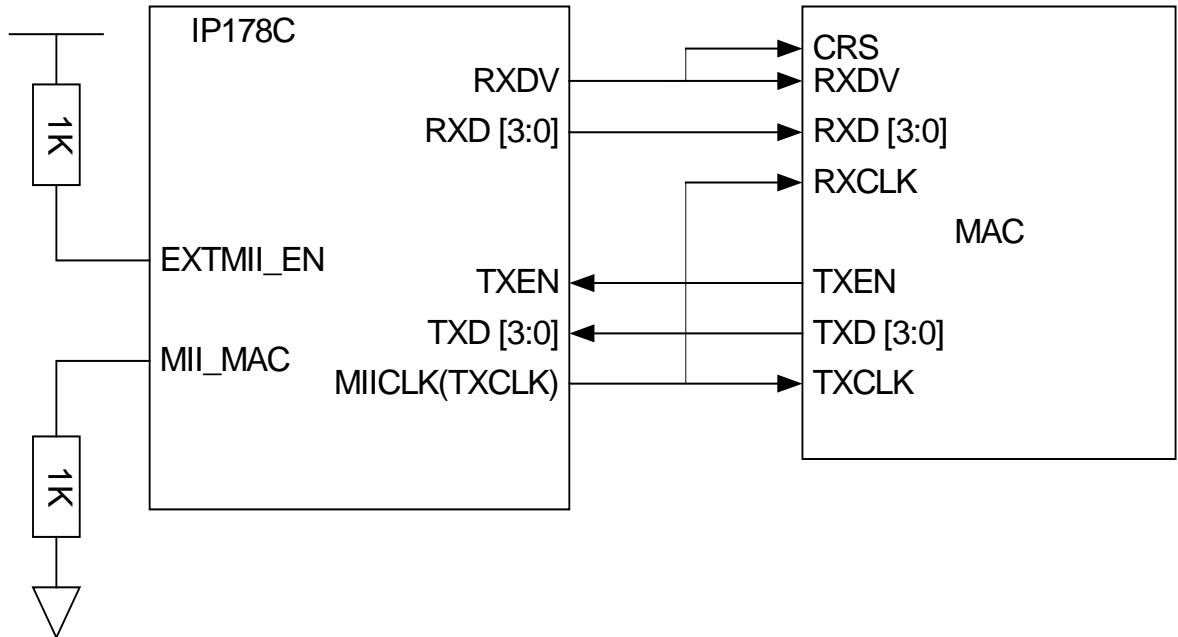 IP178C
1K
EXTMII_EN
MII_MAC
1K
RXDV
RXD [3:0]
TXEN
TXD [3:0]
MIICLK(TXCLK)
CRS
RXDV
RXD [3:0]
RXCLK
MAC
TXEN
TXD [3:0]
TXCLK